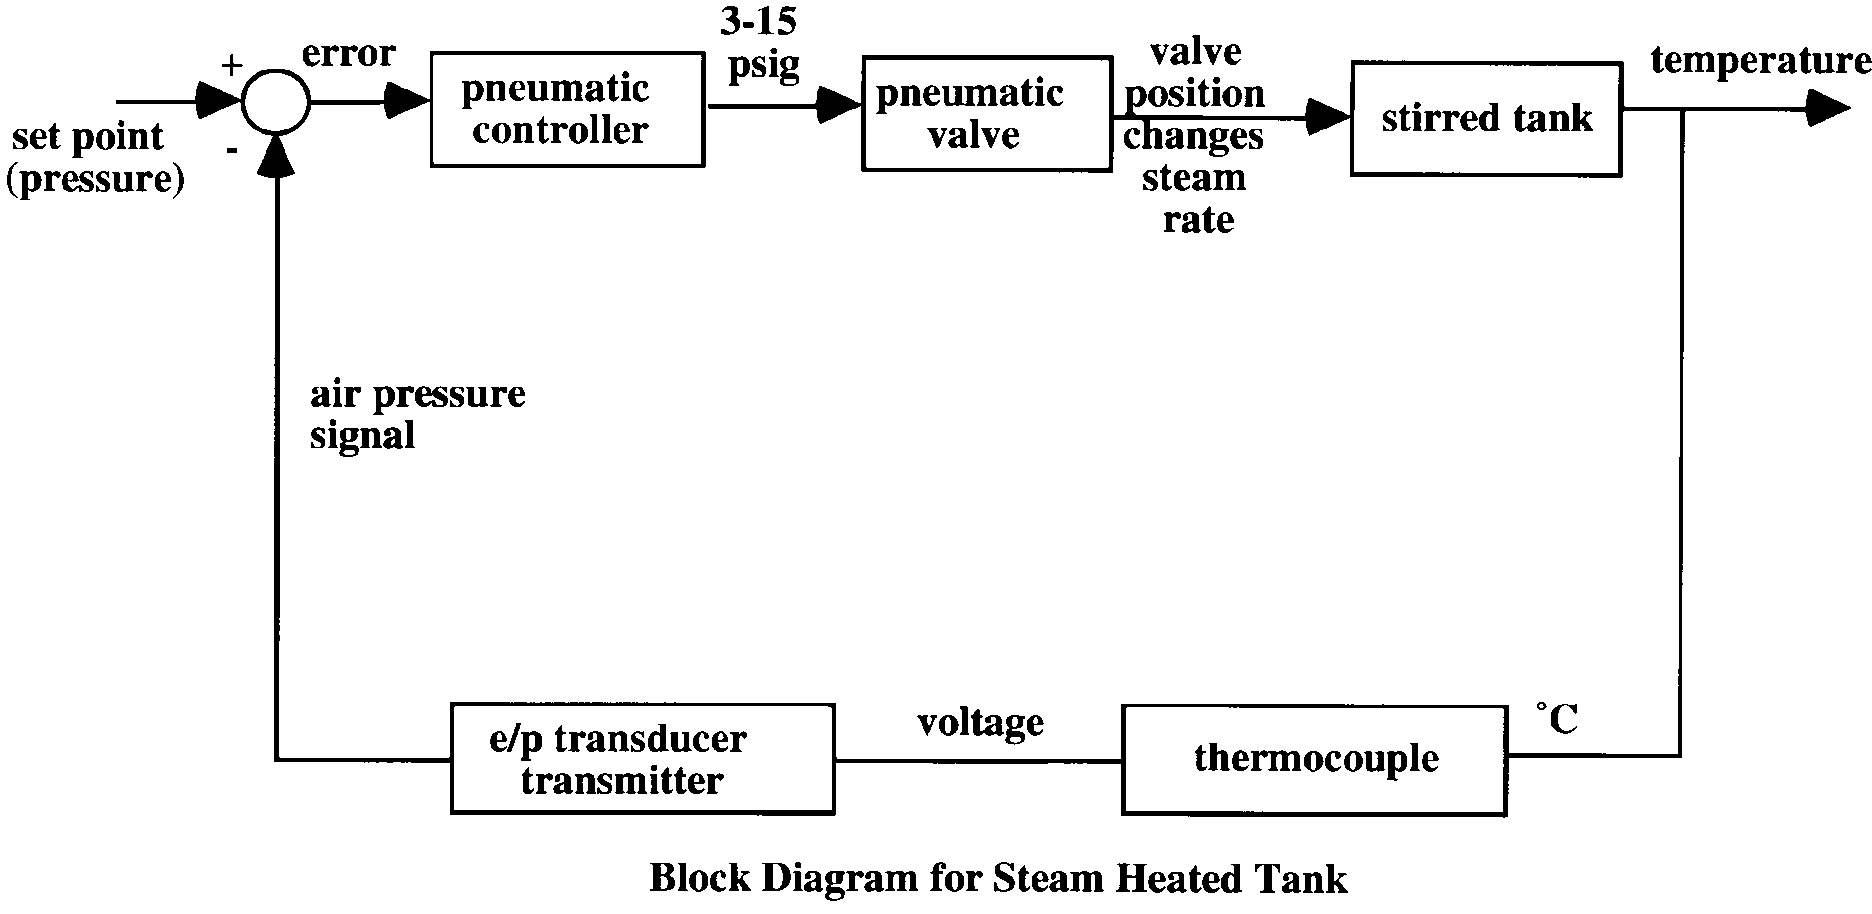 3-15
psig
+
error
set point
(pressure)
-
pneumatic
controller
pneumatic
valve
valve
position
changes
steam
rate
stirred tank
temperature
air pressure
signal
e/p transducer
transmitter
voltage
thermocouple
°C
Block Diagram for Steam Heated Tank